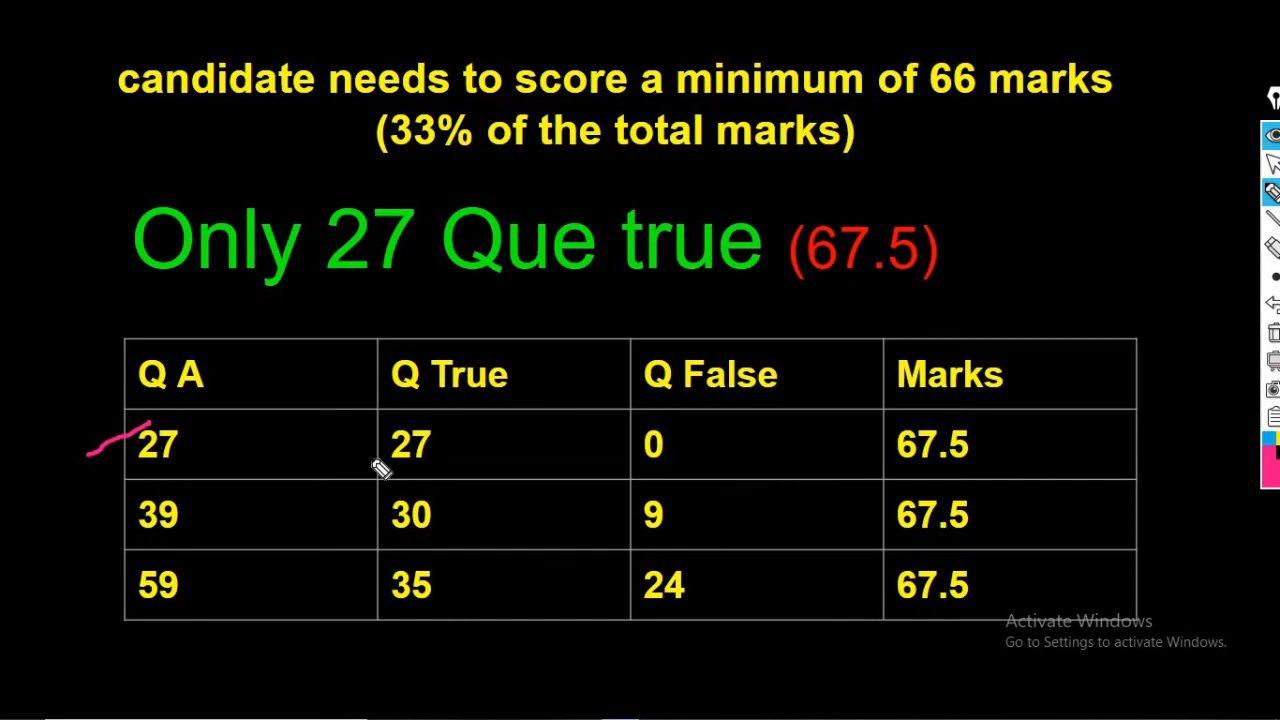 candidate needs to score a minimum of 66 marks
(33% of the total marks)
Only 27 Que true (67.5)
Q A Q True Q False Marks
27 27 0 67.5
39 30 9 67.5
59 35 24 67.5
Activate Windows
Go to Settings to activate Windows.